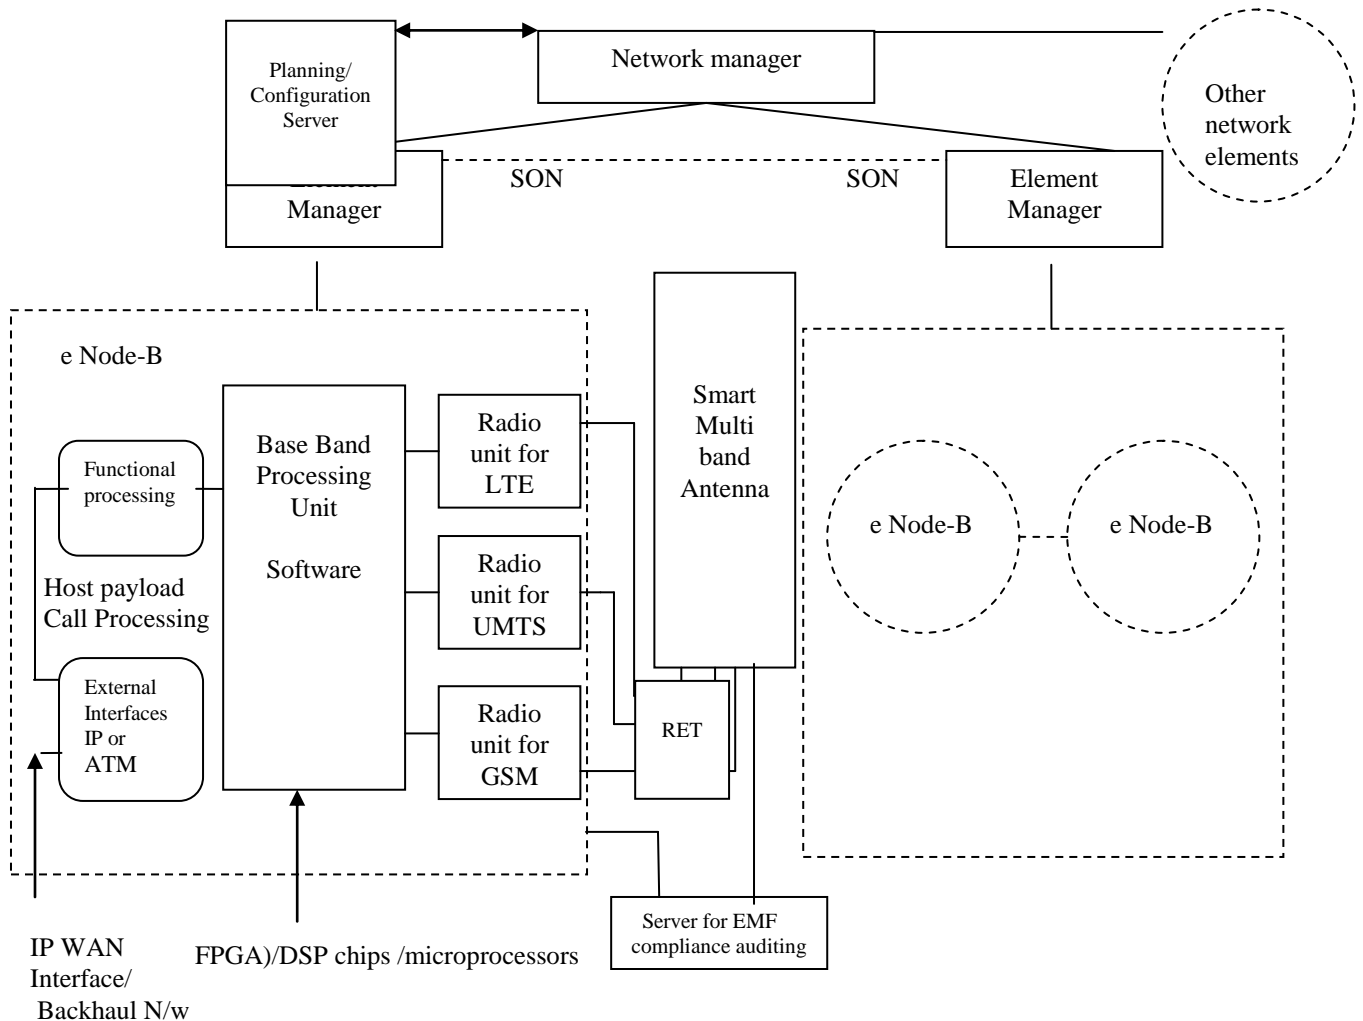 Planning/
Configuration
Server
Network manager
Other
network
elements
Manager
SON
SON
Element
Manager
e Node-B
Functional
processing
Host payload
Call Processing
External
Interfaces
IP or
ATM
Base Band
Processing
Unit
Software
Radio
unit for
LTE
Radio
unit for
UMTS
Radio
unit for
GSM
Smart
Multi
band
Antenna
RET
e Node-B
e Node-B
Server for EMF
compliance auditing
IP WAN
Interface/
Backhaul N/w
FPGA)/DSP chips /microprocessors